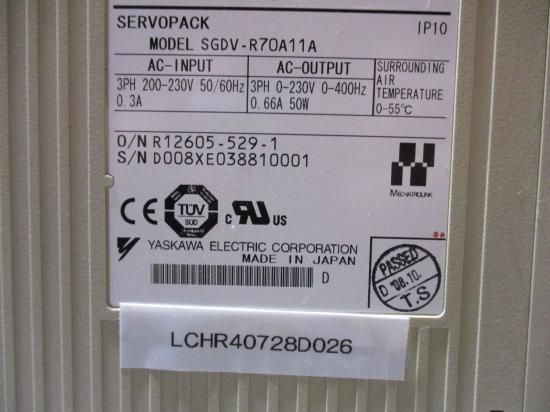 SERVOPACK IP10
MODEL SGDV-R70A11A
AC-INPUT AC-OUTPUT SURROUNDING AIR TEMPERATURE 0-55℃
3PH 200-230V 50/60Hz 3PH 0-230V 0-400Hz
0.3A 0.66A 50W
O/N R12605-529-1
S/N D008XE038810001
MECHATROLINK
CE TÜV SÜD c RU US
YASKAWA ELECTRIC CORPORATION
MADE IN JAPAN
D
PASSED
D '08.10.
T.S
LCHR40728D026